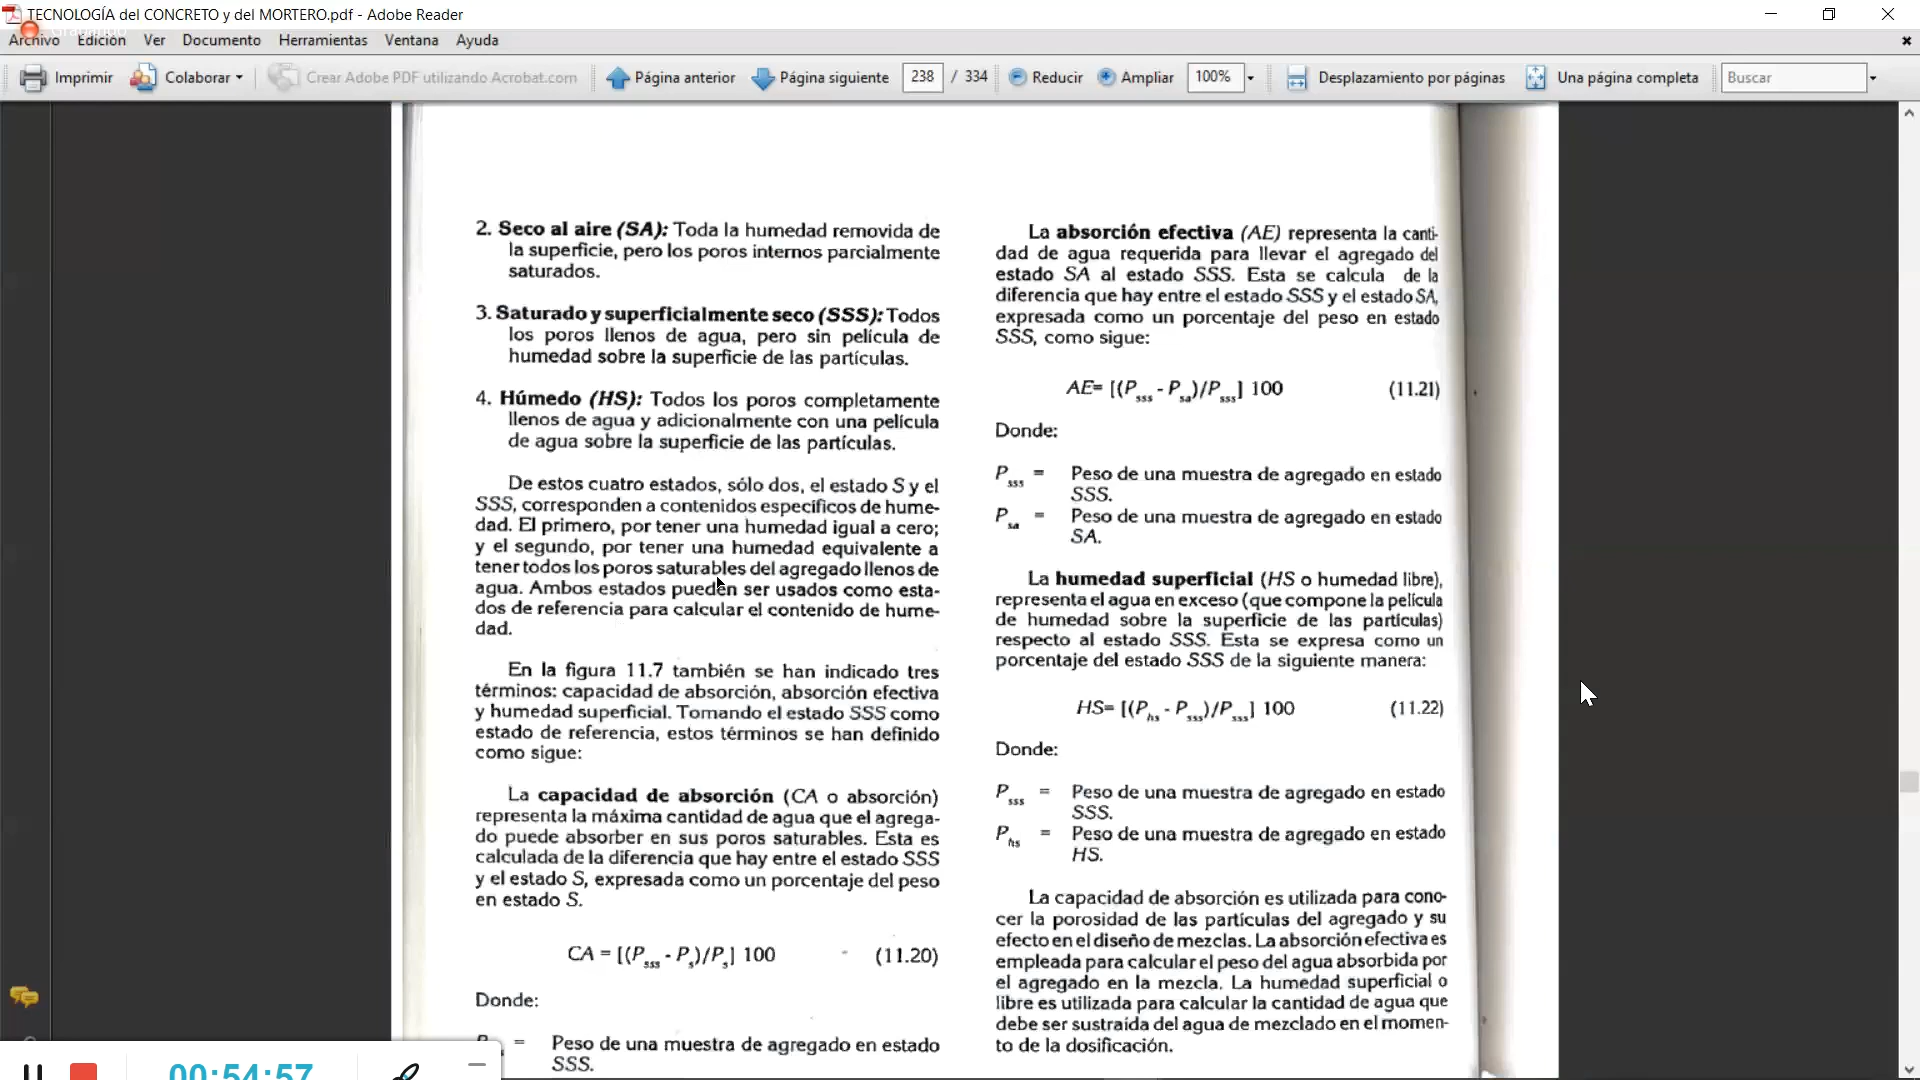 TECNOLOGÍA del CONCRETO y del MORTERO.pdf - Adobe Reader
Archivo Edición Ver Documento Herramientas Ventana Ayuda
Imprimir Colaborar Crear Adobe PDF utilizando Acrobat.com Página anterior Página siguiente 238 / 334 Reducir Ampliar 100% Desplazamiento por páginas Una página completa Buscar
2. Seco al aire (SA): Toda la humedad removida de
la superficie, pero los poros internos parcialmente
saturados.
3. Saturado y superficialmente seco (SSS): Todos
los poros llenos de agua, pero sin película de
humedad sobre la superficie de las partículas.
4. Húmedo (HS): Todos los poros completamente
llenos de agua y adicionalmente con una película
de agua sobre la superficie de las partículas.
De estos cuatro estados, sólo dos, el estado S y el
SSS, corresponden a contenidos específicos de hume-
dad. El primero, por tener una humedad igual a cero;
y el segundo, por tener una humedad equivalente a
tener todos los poros saturables del agregado llenos de
agua. Ambos estados pueden ser usados como esta-
dos de referencia para calcular el contenido de hume-
dad.
En la figura 11.7 también se han indicado tres
términos: capacidad de absorción, absorción efectiva
y humedad superficial. Tomando el estado SSS como
estado de referencia, estos términos se han definido
como sigue:
La capacidad de absorción (CA o absorción)
representa la máxima cantidad de agua que el agrega-
do puede absorber en sus poros saturables. Esta es
calculada de la diferencia que hay entre el estado SSS
y el estado S, expresada como un porcentaje del peso
en estado S.
CA = [(Psss - Ps)/Ps] 100 (11.20)
Donde:
= Peso de una muestra de agregado en estado
SSS.
La absorción efectiva (AE) representa la canti-
dad de agua requerida para llevar el agregado del
estado SA al estado SSS. Esta se calcula de la
diferencia que hay entre el estado SSS y el estado SA,
expresada como un porcentaje del peso en estado
SSS, como sigue:
AE= [(Psss - Psa)/Psss] 100 (11.21)
Donde:
Psss = Peso de una muestra de agregado en estado
SSS.
Psa = Peso de una muestra de agregado en estado
SA.
La humedad superficial (HS o humedad libre),
representa el agua en exceso (que compone la película
de humedad sobre la superficie de las partículas)
respecto al estado SSS. Esta se expresa como un
porcentaje del estado SSS de la siguiente manera:
HS= [(Phs - Psss)/Psss] 100 (11.22)
Donde:
Psss = Peso de una muestra de agregado en estado
SSS.
Phs = Peso de una muestra de agregado en estado
HS.
La capacidad de absorción es utilizada para cono-
cer la porosidad de las partículas del agregado y su
efecto en el diseño de mezclas. La absorción efectiva es
empleada para calcular el peso del agua absorbida por
el agregado en la mezcla. La humedad superficial o
libre es utilizada para calcular la cantidad de agua que
debe ser sustraída del agua de mezclado en el momen-
to de la dosificación.
00:54:57